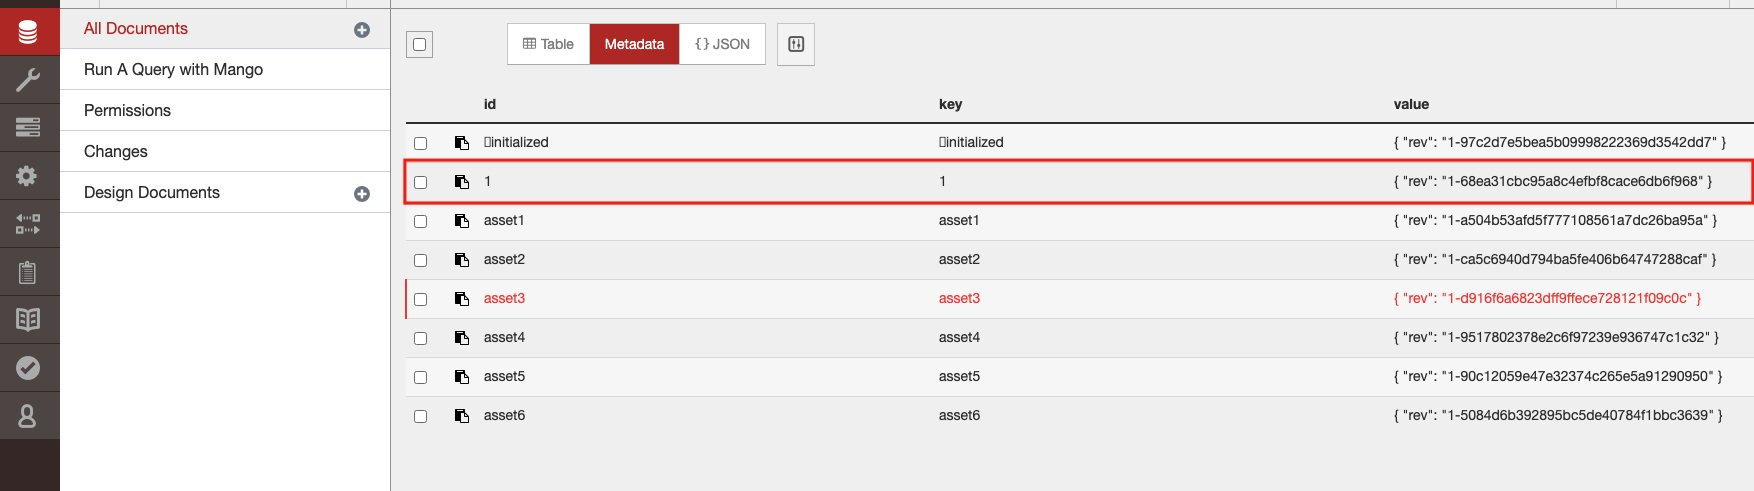 All Documents
Run A Query with Mango
Permissions
Changes
Design Documents
Table Metadata {} JSON
id key value
▯initialized ▯initialized { "rev": "1-97c2d7e5bea5b09998222369d3542dd7" }
1 1 { "rev": "1-68ea31cbc95a8c4efbf8cace6db6f968" }
asset1 asset1 { "rev": "1-a504b53afd5f777108561a7dc26ba95a" }
asset2 asset2 { "rev": "1-ca5c6940d794ba5fe406b64747288caf" }
asset3 asset3 { "rev": "1-d916f6a6823dff9ffece728121f09c0c" }
asset4 asset4 { "rev": "1-9517802378e2c6f97239e936747c1c32" }
asset5 asset5 { "rev": "1-90c12059e47e32374c265e5a91290950" }
asset6 asset6 { "rev": "1-5084d6b392895bc5de40784f1bbc3639" }